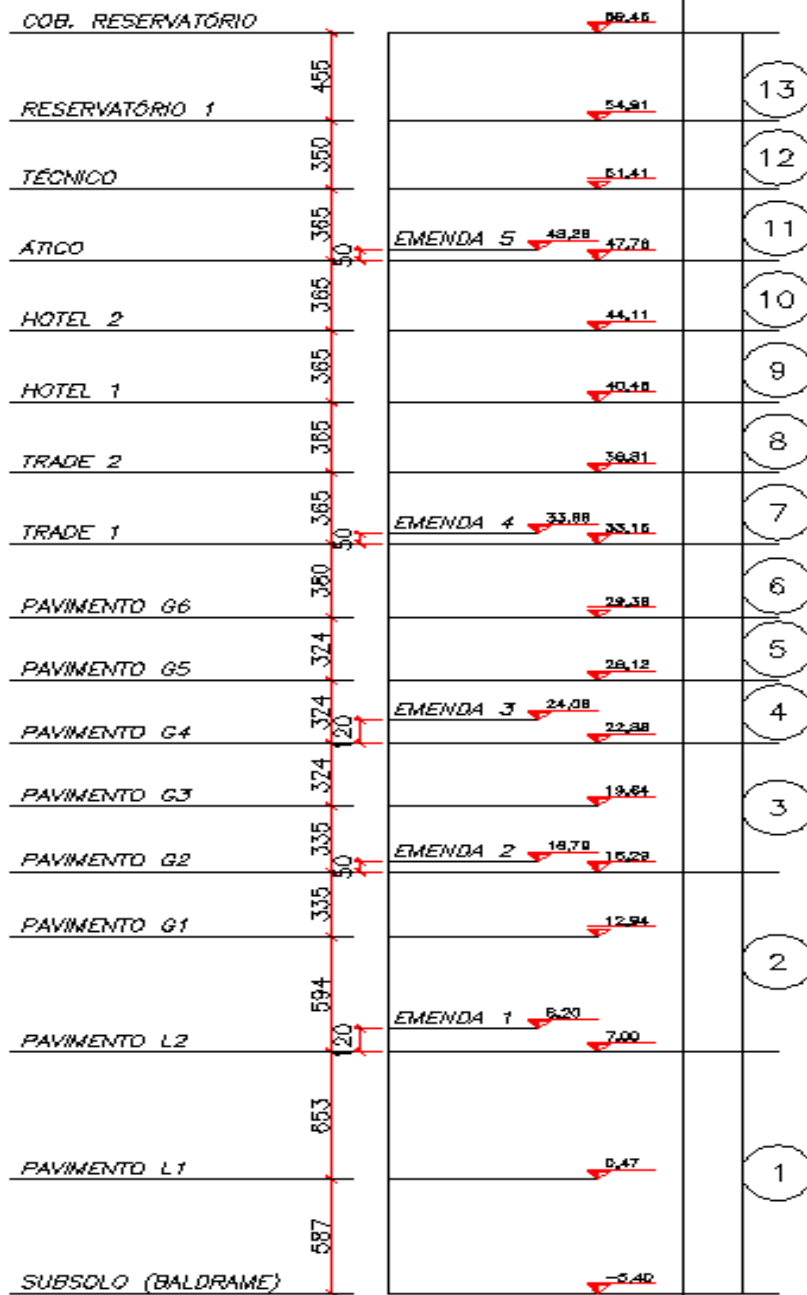 COB. RESERVATÓRIO 59,46
455 13
RESERVATÓRIO 1 54,91
350 12
TÉCNICO 51,41
365 11
EMENDA 5 48,26
ÁTICO 50 47,76
365 10
HOTEL 2 44,11
365 9
HOTEL 1 40,46
365 8
TRADE 2 36,81
365 7
EMENDA 4 33,66
TRADE 1 50 33,16
380 6
PAVIMENTO G6 29,36
324 5
PAVIMENTO G5 26,12
324 4
EMENDA 3 24,08
PAVIMENTO G4 120 22,88
324
PAVIMENTO G3 19,64 3
335
EMENDA 2 16,79
PAVIMENTO G2 50 16,29
335
PAVIMENTO G1 12,94
594 2
EMENDA 1 8,20
PAVIMENTO L2 120 7,00
653
PAVIMENTO L1 0,47 1
587
SUBSOLO (BALDRAME) -5,40